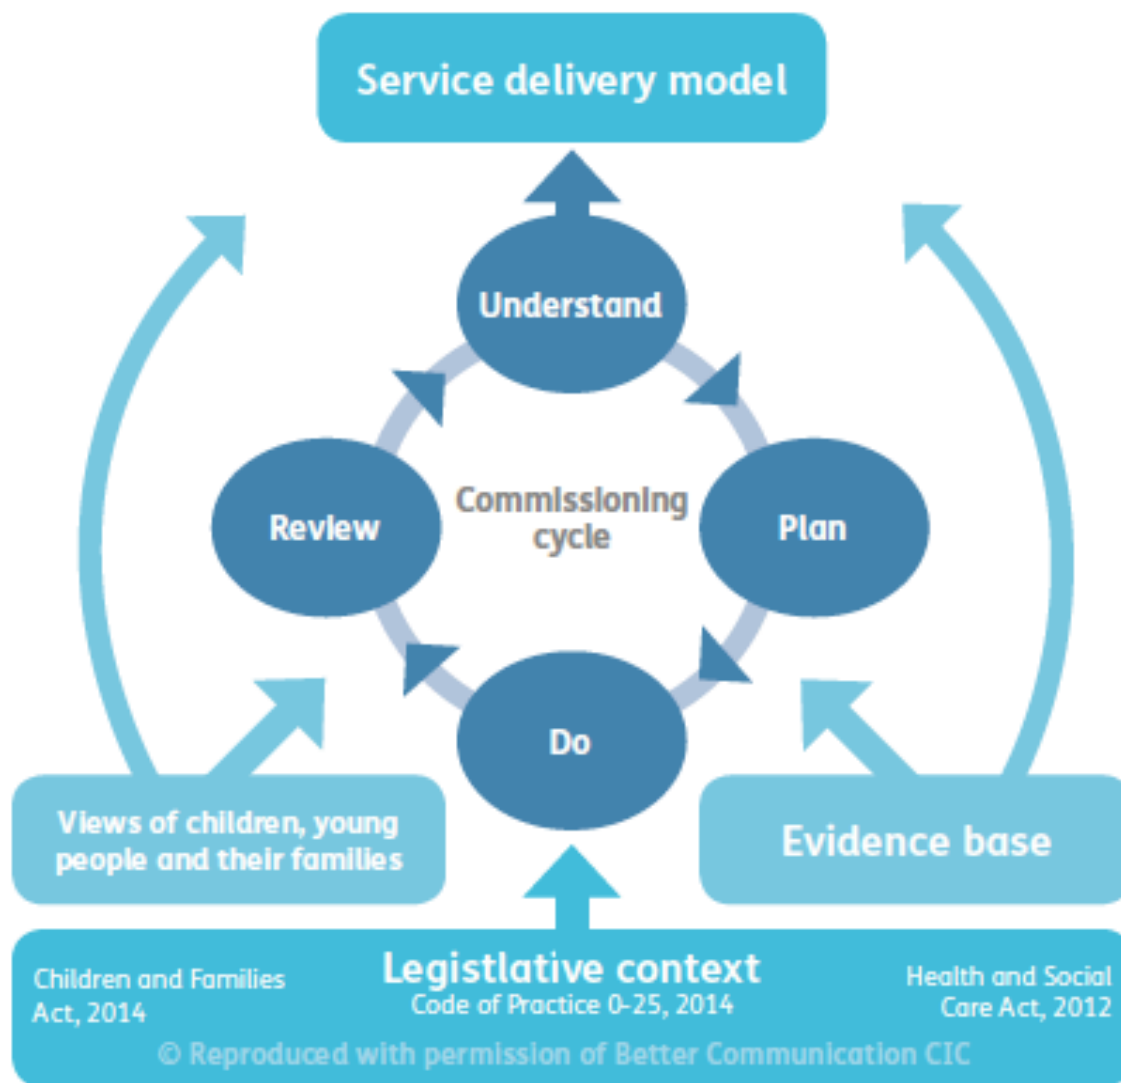 Service delivery model
Understand
Commissioning
cycle
Review
Plan
Do
Views of children, young
people and their families
Evidence base
Children and Families
Act, 2014
Legistlative context
Code of Practice 0-25, 2014
Health and Social
Care Act, 2012
© Reproduced with permission of Better Communication CIC